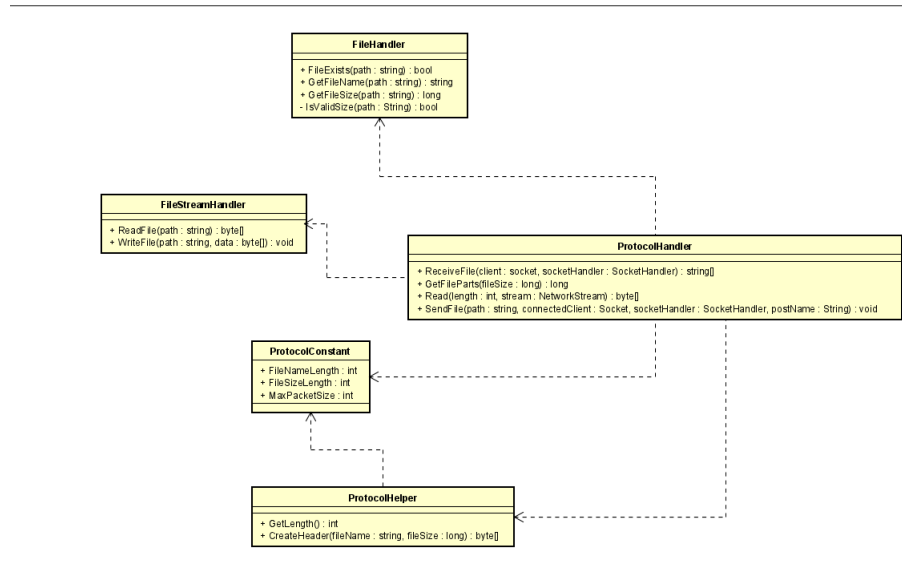 FileHandler
+ FileExists(path : string) : bool
+ GetFileName(path : string) : string
+ GetFileSize(path : string) : long
- IsValidSize(path : String) : bool
FileStreamHandler
+ ReadFile(path : string) : byte[]
+ WriteFile(path : string, data : byte[]) : void
ProtocolHandler
+ ReceiveFile(client : socket, socketHandler : SocketHandler) : string[]
+ GetFileParts(fileSize : long) : long
+ Read(length : int, stream : NetworkStream) : byte[]
+ SendFile(path : string, connectedClient : Socket, socketHandler : SocketHandler, postName : String) : void
ProtocolConstant
+ FileNameLength : int
+ FileSizeLength : int
+ MaxPacketSize : int
ProtocolHelper
+ GetLength() : int
+ CreateHeader(fileName : string, fileSize : long) : byte[]